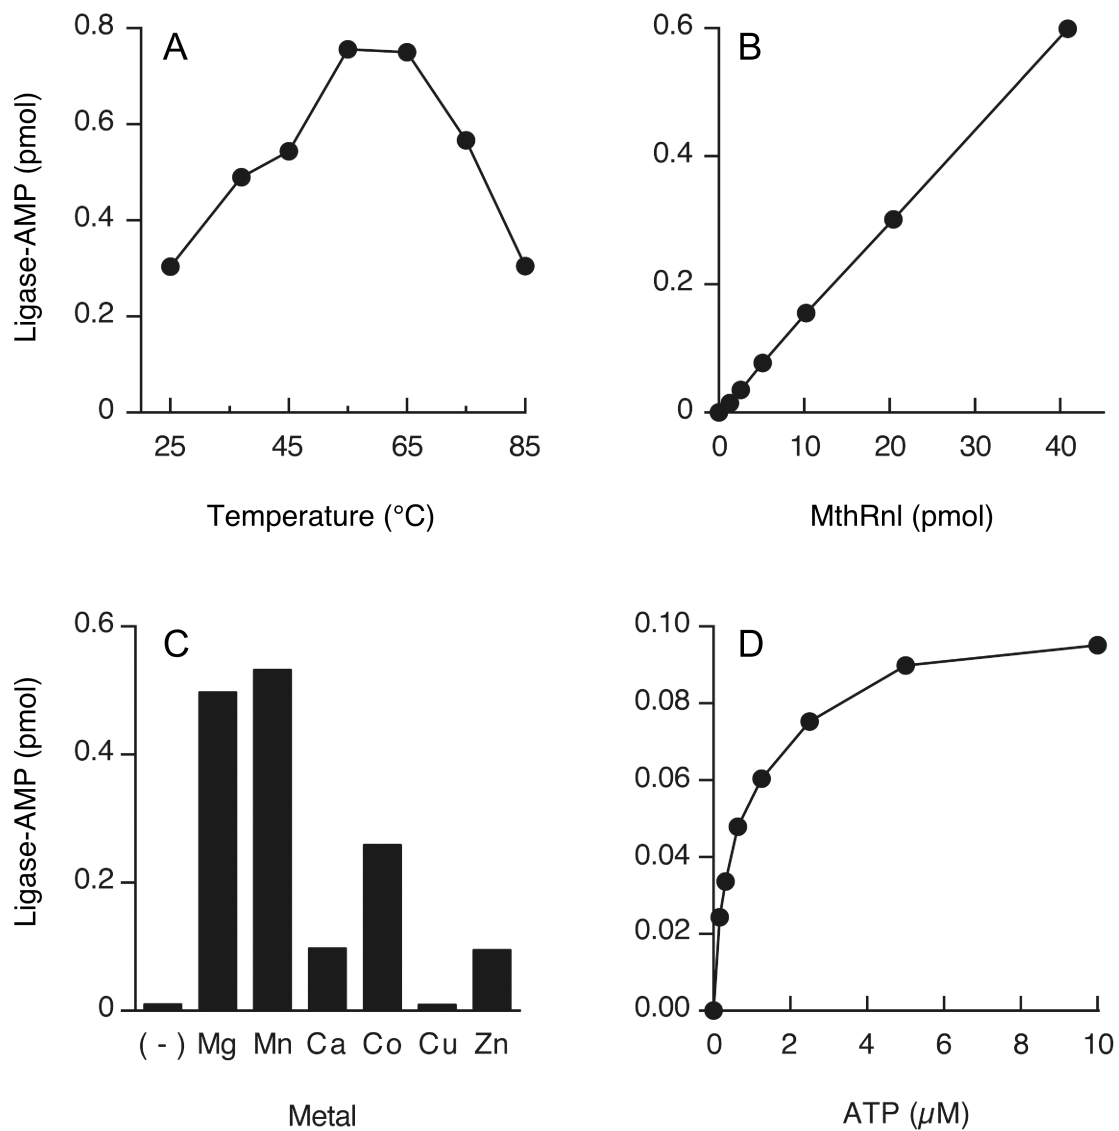 A
Ligase-AMP (pmol)
0.8
0.6
0.4
0.2
0
25 45 65 85
Temperature (°C)
B
0.6
0.4
0.2
0
0 10 20 30 40
MthRnl (pmol)
C
Ligase-AMP (pmol)
0.6
0.4
0.2
0
(-) Mg Mn Ca Co Cu Zn
Metal
D
0.10
0.08
0.06
0.04
0.02
0.00
0 2 4 6 8 10
ATP (µM)